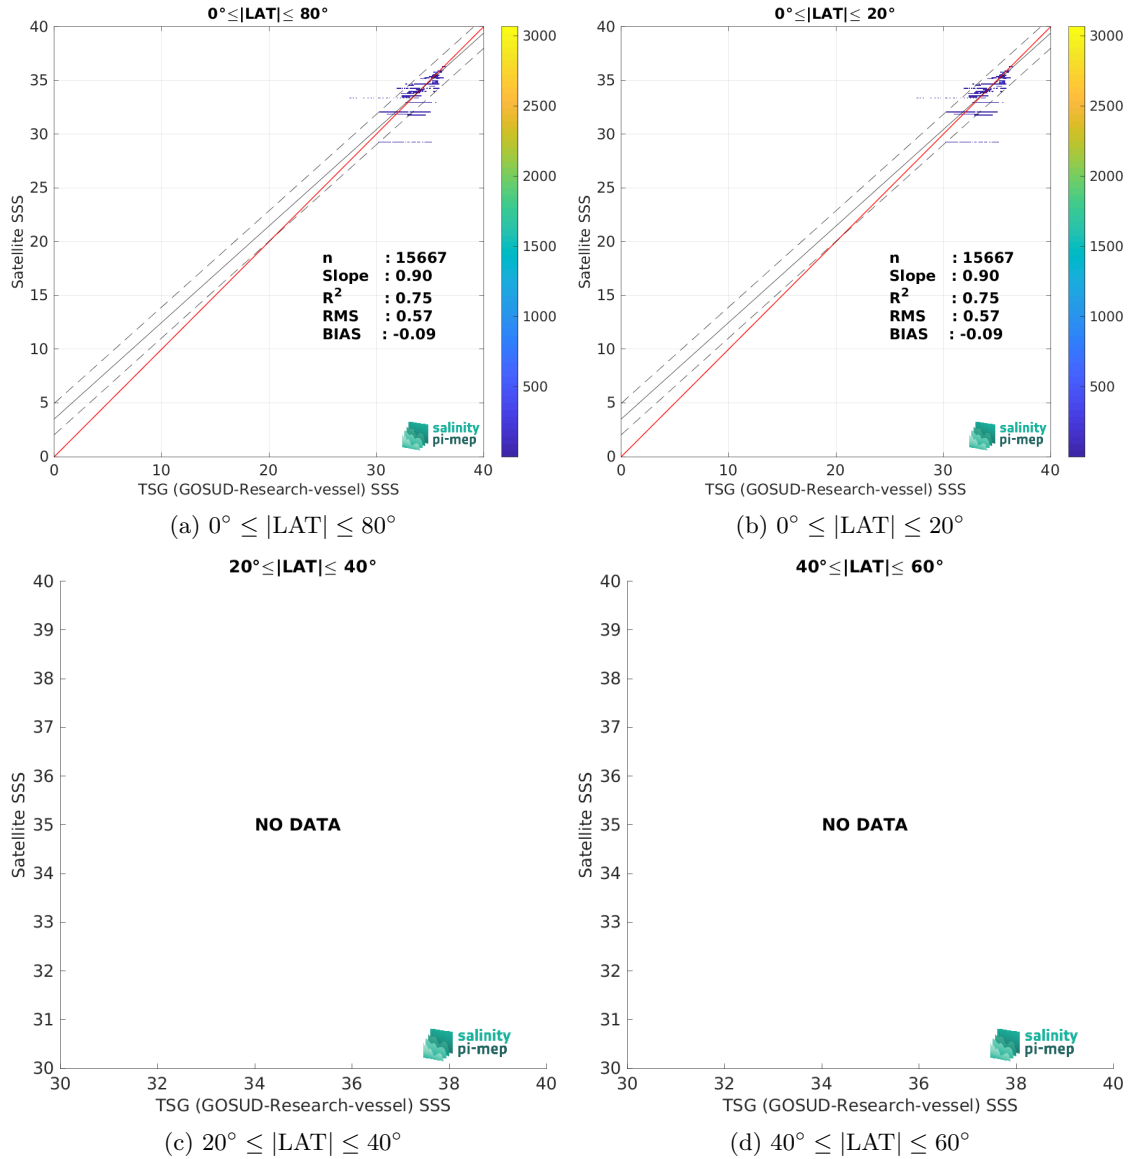 0°≤|LAT|≤ 80°
40
35
30
25
20
15
10
5
0
Satellite SSS
n : 15667
Slope : 0.90
R² : 0.75
RMS : 0.57
BIAS : -0.09
salinity
pi-mep
0 10 20 30 40
TSG (GOSUD-Research-vessel) SSS
3000
2500
2000
1500
1000
500
(a) 0° ≤ |LAT| ≤ 80°
0°≤|LAT|≤ 20°
40
35
30
25
20
15
10
5
0
Satellite SSS
n : 15667
Slope : 0.90
R² : 0.75
RMS : 0.57
BIAS : -0.09
salinity
pi-mep
0 10 20 30 40
TSG (GOSUD-Research-vessel) SSS
3000
2500
2000
1500
1000
500
(b) 0° ≤ |LAT| ≤ 20°
20°≤|LAT|≤ 40°
40
39
38
37
36
35
34
33
32
31
30
Satellite SSS
NO DATA
salinity
pi-mep
30 32 34 36 38 40
TSG (GOSUD-Research-vessel) SSS
(c) 20° ≤ |LAT| ≤ 40°
40°≤|LAT|≤ 60°
40
39
38
37
36
35
34
33
32
31
30
Satellite SSS
NO DATA
salinity
pi-mep
30 32 34 36 38 40
TSG (GOSUD-Research-vessel) SSS
(d) 40° ≤ |LAT| ≤ 60°